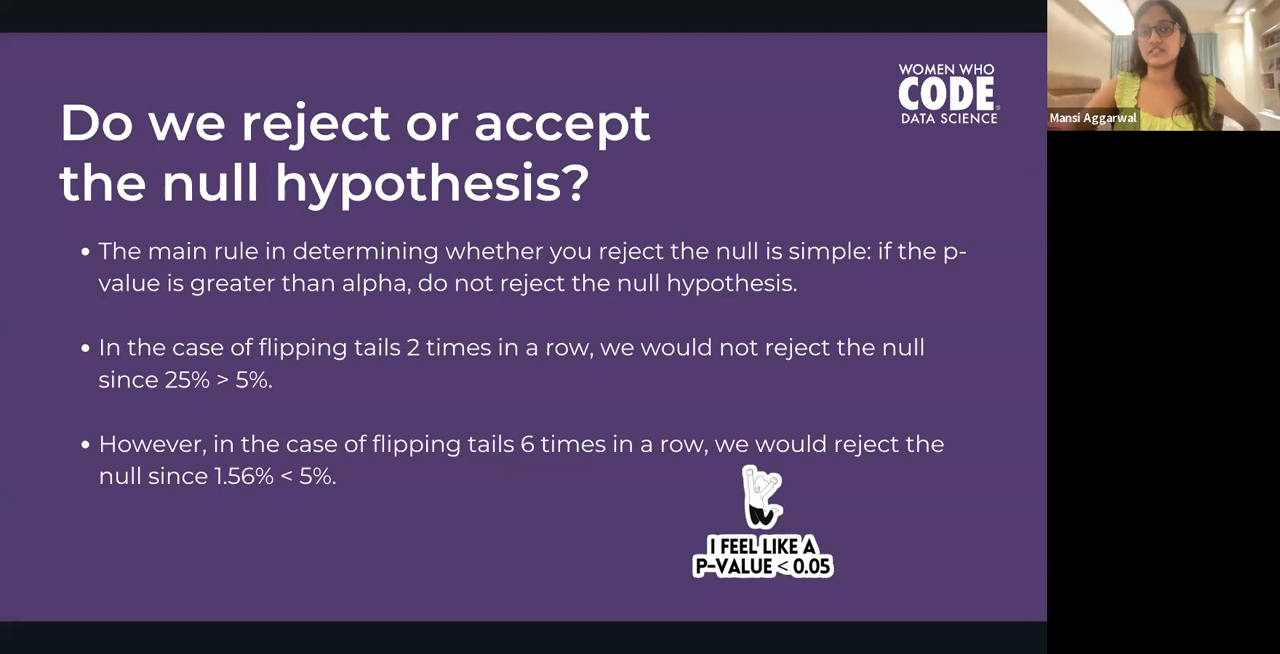 WOMEN WHO
CODE
DATA SCIENCE
Do we reject or accept
the null hypothesis?
• The main rule in determining whether you reject the null is simple: if the p-
value is greater than alpha, do not reject the null hypothesis.
• In the case of flipping tails 2 times in a row, we would not reject the null
since 25% > 5%.
• However, in the case of flipping tails 6 times in a row, we would reject the
null since 1.56% < 5%.
I FEEL LIKE A
P-VALUE < 0.05
Mansi Aggarwal